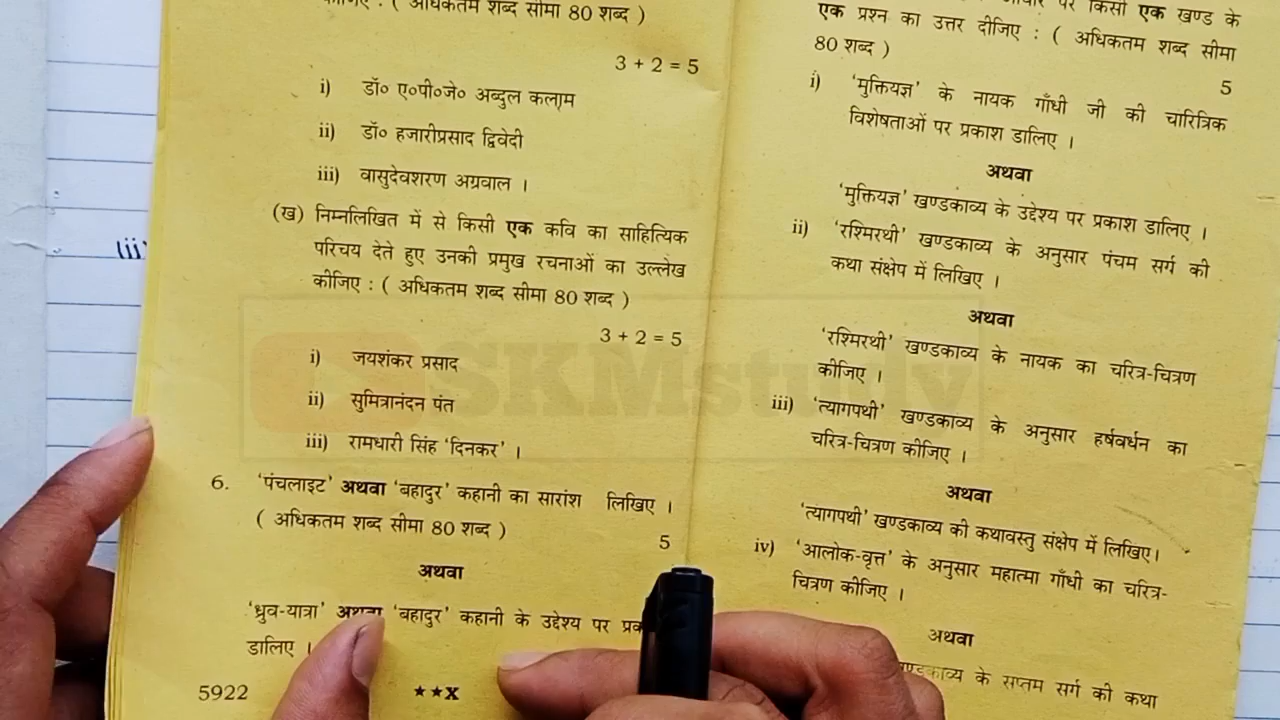 कीजिए : ( अधिकतम शब्द सीमा 80 शब्द )
3 + 2 = 5
i) डॉ० ए०पी०जे० अब्दुल कलाम
ii) डॉ० हजारीप्रसाद द्विवेदी
iii) वासुदेवशरण अग्रवाल ।
(ख) निम्नलिखित में से किसी एक कवि का साहित्यिक
परिचय देते हुए उनकी प्रमुख रचनाओं का उल्लेख
कीजिए : ( अधिकतम शब्द सीमा 80 शब्द )
3 + 2 = 5
i) जयशंकर प्रसाद
ii) सुमित्रानंदन पंत
iii) रामधारी सिंह ‘दिनकर’ ।
6. ‘पंचलाइट’ अथवा ‘बहादुर’ कहानी का सारांश लिखिए ।
( अधिकतम शब्द सीमा 80 शब्द )
5
अथवा
‘ध्रुव-यात्रा’ अथवा ‘बहादुर’ कहानी के उद्देश्य पर
डालिए ।
5922
★★X
पर किसी एक खण्ड के
एक प्रश्न का उत्तर दीजिए : ( अधिकतम शब्द सीमा
80 शब्द )
5
i) ‘मुक्तियज्ञ’ के नायक गाँधी जी की चारित्रिक
विशेषताओं पर प्रकाश डालिए ।
अथवा
‘मुक्तियज्ञ’ खण्डकाव्य के उद्देश्य पर प्रकाश डालिए ।
ii) ‘रश्मिरथी’ खण्डकाव्य के अनुसार पंचम सर्ग की
कथा संक्षेप में लिखिए ।
अथवा
‘रश्मिरथी’ खण्डकाव्य के नायक का चरित्र-चित्रण
कीजिए ।
iii) ‘त्यागपथी’ खण्डकाव्य के अनुसार हर्षवर्धन का
चरित्र-चित्रण कीजिए ।
अथवा
‘त्यागपथी’ खण्डकाव्य की कथावस्तु संक्षेप में लिखिए।
iv) ‘आलोक-वृत्त’ के अनुसार महात्मा गाँधी का चरित्र-
चित्रण कीजिए ।
अथवा
के सप्तम सर्ग की कथा
SKMstudy
(ii)